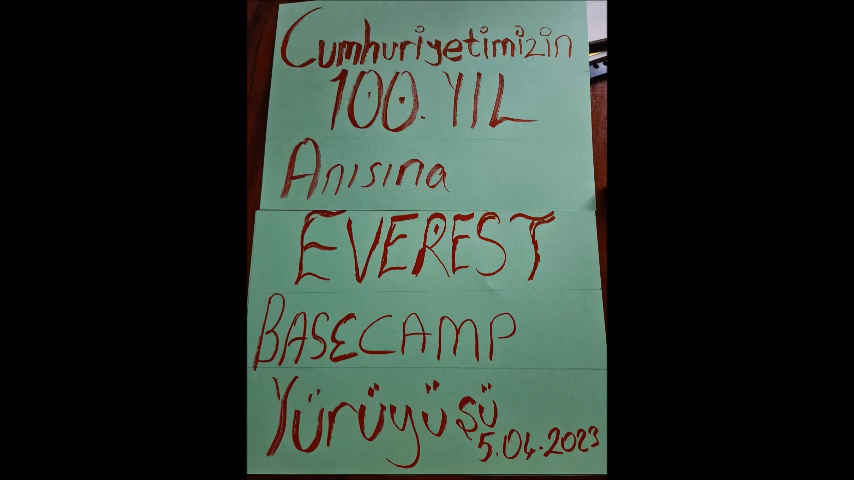 Cumhuriyetimizin
100. YIL
Anısına
EVEREST
BASECAMP
Yürüyüşü
5.04.2023